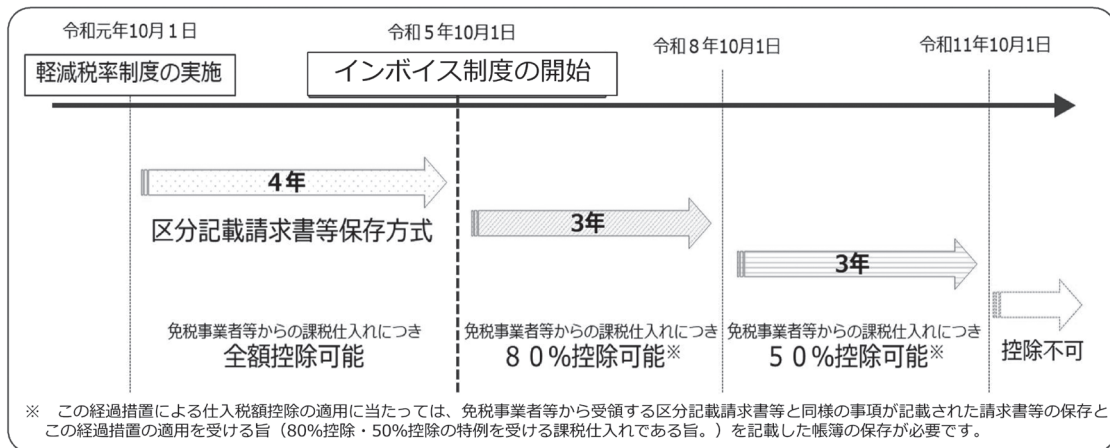 令和元年10月1日
令和5年10月1日
令和8年10月1日
令和11年10月1日
軽減税率制度の実施
インボイス制度の開始
4年
区分記載請求書等保存方式
3年
3年
免税事業者等からの課税仕入れにつき
全額控除可能
免税事業者等からの課税仕入れにつき
80%控除可能※
免税事業者等からの課税仕入れにつき
50%控除可能※
控除不可
※ この経過措置による仕入税額控除の適用に当たっては、免税事業者等から受領する区分記載請求書等と同様の事項が記載された請求書等の保存と
この経過措置の適用を受ける旨(80%控除・50%控除の特例を受ける課税仕入れである旨。)を記載した帳簿の保存が必要です。